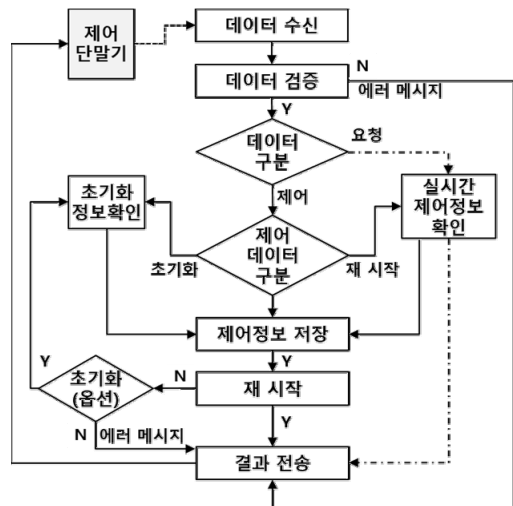 제어
단말기
데이터 수신
데이터 검증
N
에러 메시지
Y
데이터
구분
요청
제어
초기화
정보확인
실시간
제어정보
확인
제어
데이터
구분
초기화
재 시작
제어정보 저장
Y
Y
초기화
(옵션)
N
재 시작
N 에러 메시지
Y
결과 전송